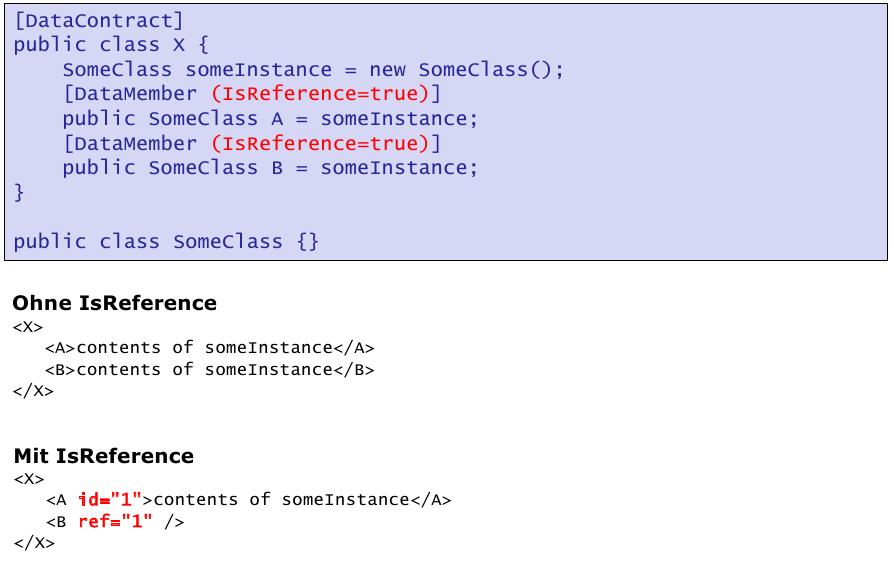 [DataContract]
public class X {
    SomeClass someInstance = new SomeClass();
    [DataMember (IsReference=true)]
    public SomeClass A = someInstance;
    [DataMember (IsReference=true)]
    public SomeClass B = someInstance;
}
public class SomeClass {}
Ohne IsReference
<X>
   <A>contents of someInstance</A>
   <B>contents of someInstance</B>
</X>
Mit IsReference
<X>
   <A id="1">contents of someInstance</A>
   <B ref="1" />
</X>